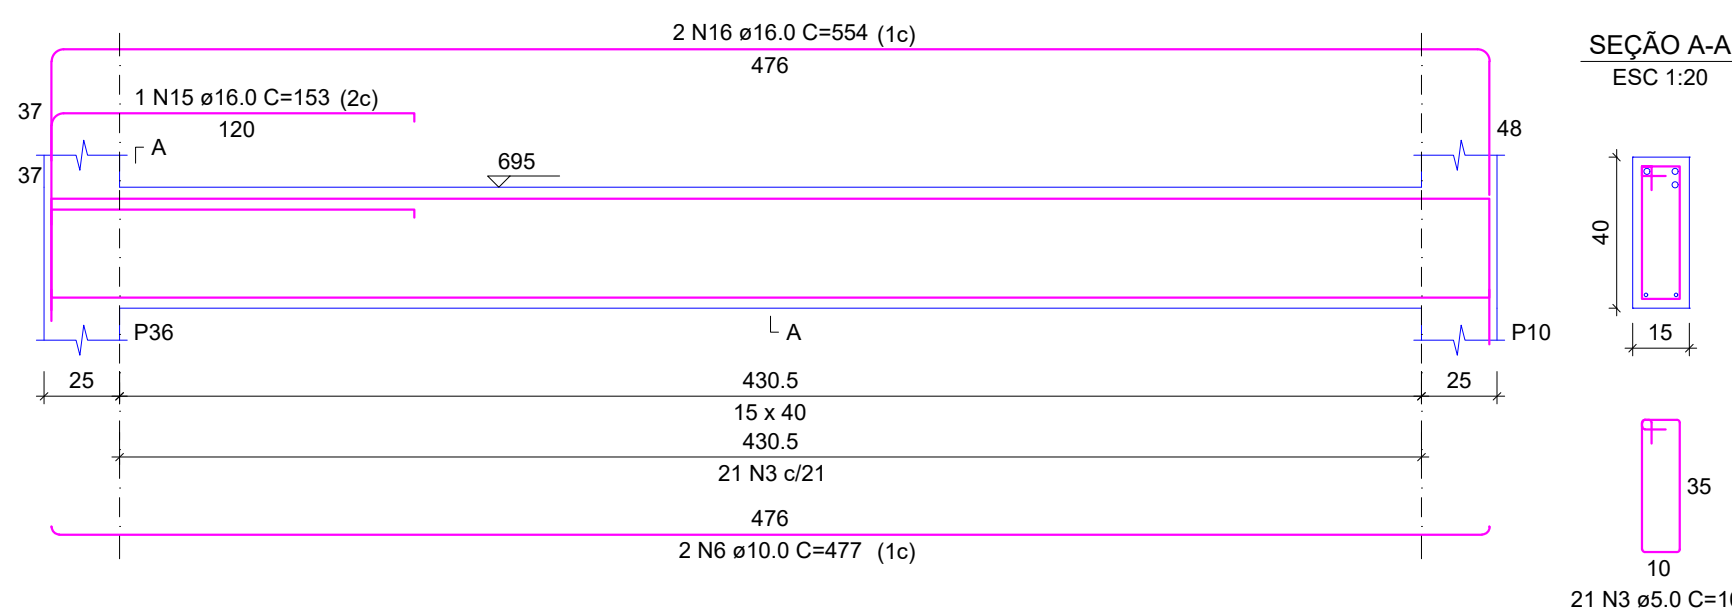 2 N16 ø16.0 C=554 (1c)
476
SEÇÃO A-A
ESC 1:20
37
1 N15 ø16.0 C=153 (2c)
120
48
A
695
37
40
P36
A
P10
15
25
430.5
25
15 x 40
430.5
21 N3 c/21
35
476
2 N6 ø10.0 C=477 (1c)
10
21 N3 ø5.0